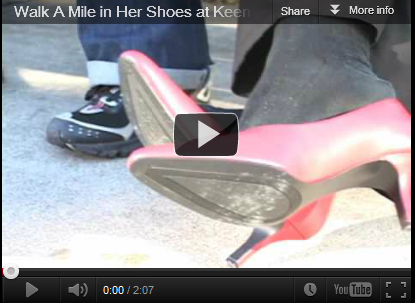 Walk A Mile in Her Shoes at Keen
Share
More info
0:00 / 2:07
YouTube